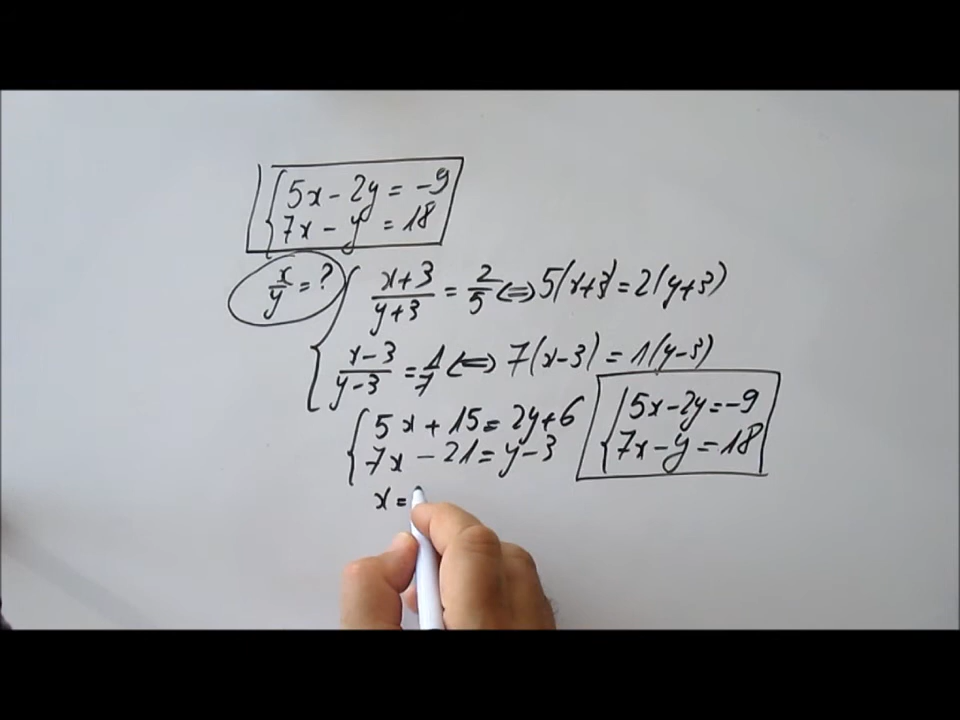 5x - 2y = -9
7x - y = 18
x/y = ?
(x+3)/(y+3) = 2/5 <=> 5(x+3) = 2(y+3)
(x-3)/(y-3) = 1/7 <=> 7(x-3) = 1(y-3)
5x + 15 = 2y+6
7x - 21 = y-3
5x-2y=-9
7x-y=18
x =